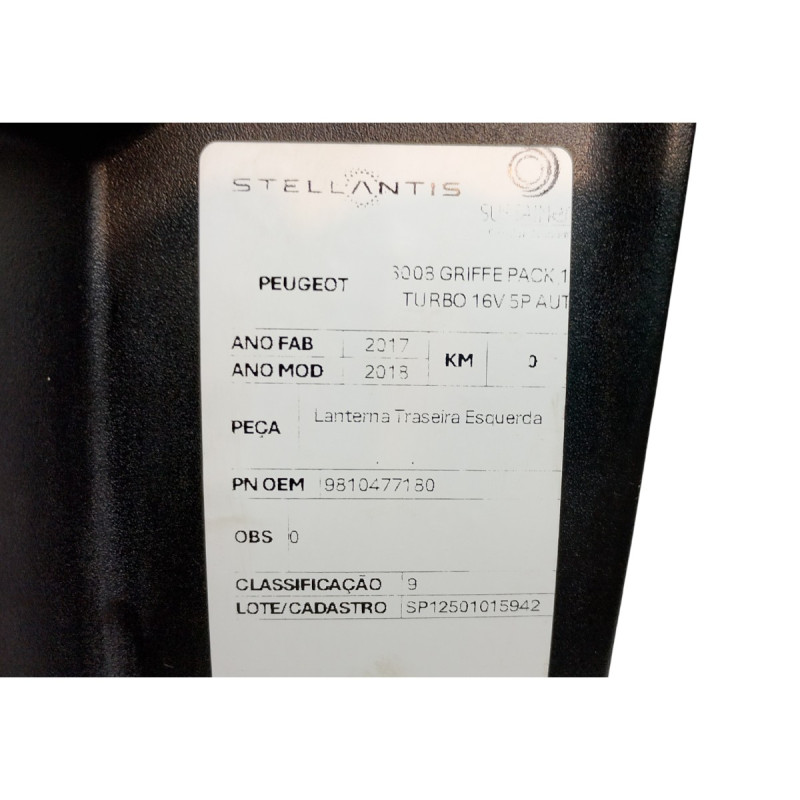 STELLANTIS
PEUGEOT
3008 GRIFFE PACK 1
TURBO 16V 5P AUT
ANO FAB 2017
KM 0
ANO MOD 2018
PEÇA Lanterna Traseira Esquerda
PN OEM 9810477180
OBS 0
CLASSIFICAÇÃO 9
LOTE/CADASTRO SP12501015942